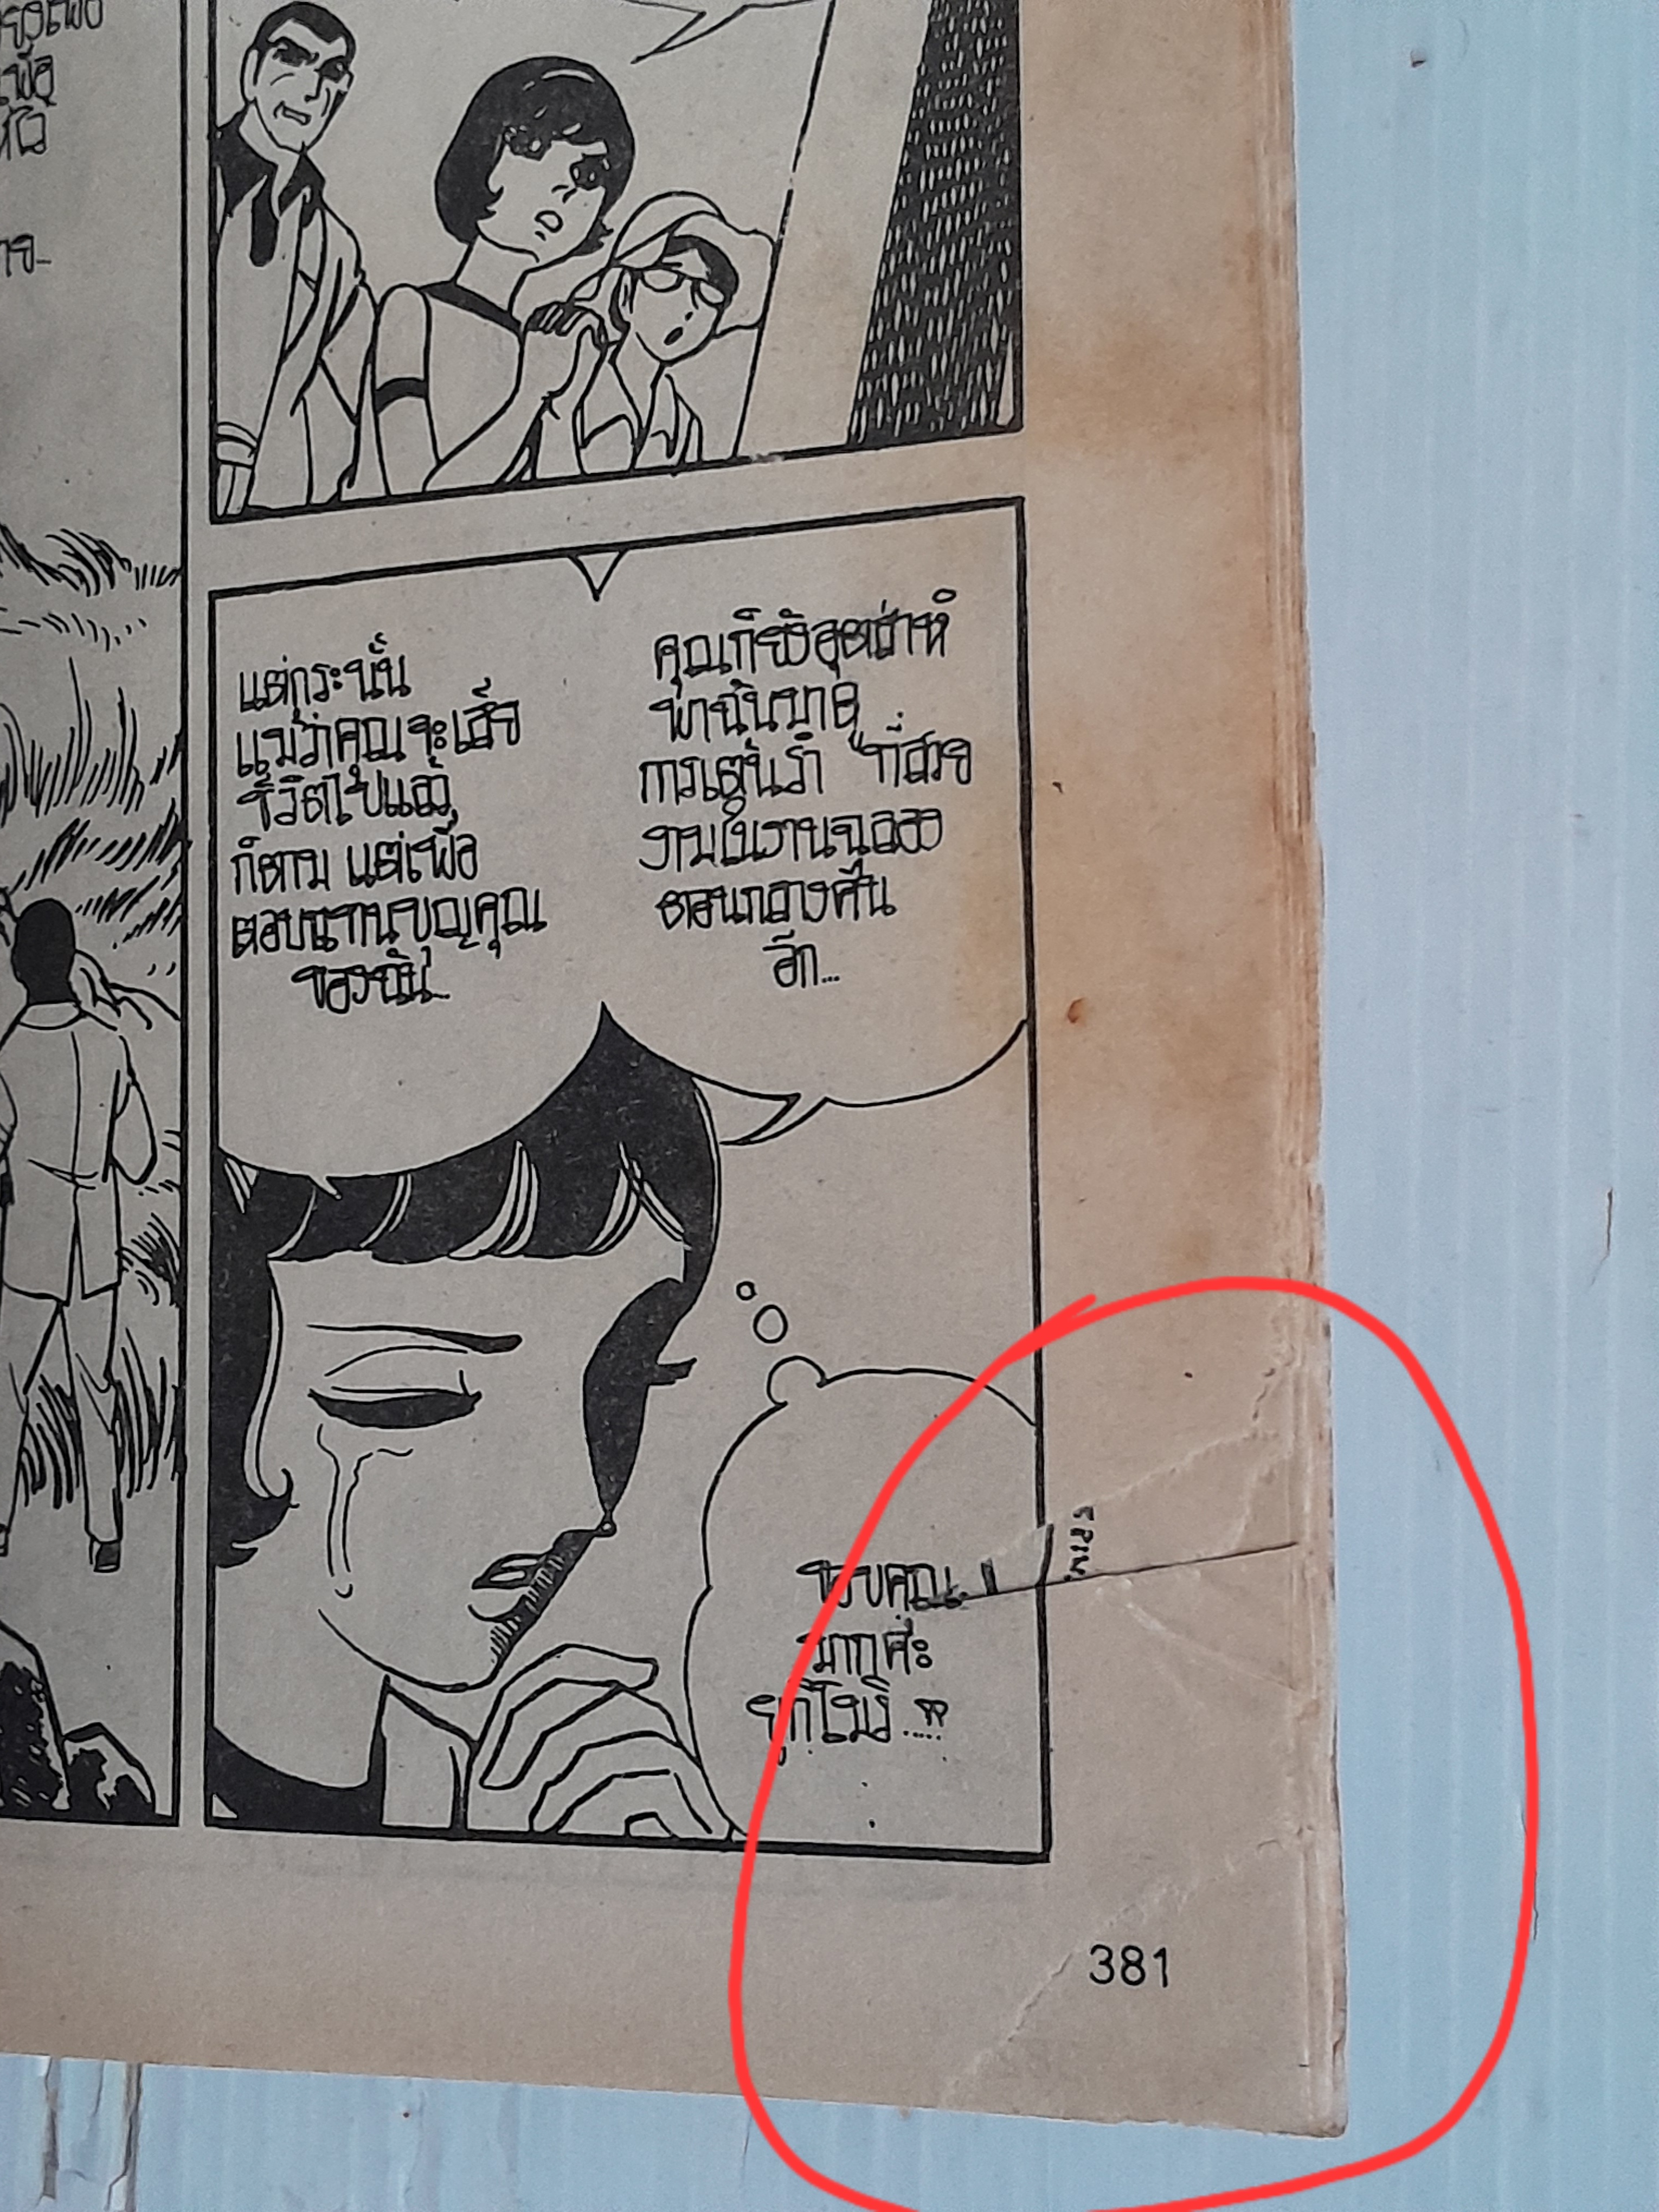 แต่กระนั้น
แม้ว่าคุณจะเสีย
ชีวิตไปแล้ว
ก็ตาม แต่เพื่อ
ตอบแทนบุญคุณ
ของฉัน...
คุณก็ยังอุตส่าห์
พาฉันมาดู
การเต้นรำ "ที่สวย
งามในงานฉลอง
ตอนกลางคืน
อีก...
ขอบคุณ
มากค่ะ
ยูกิโมริ.....
381